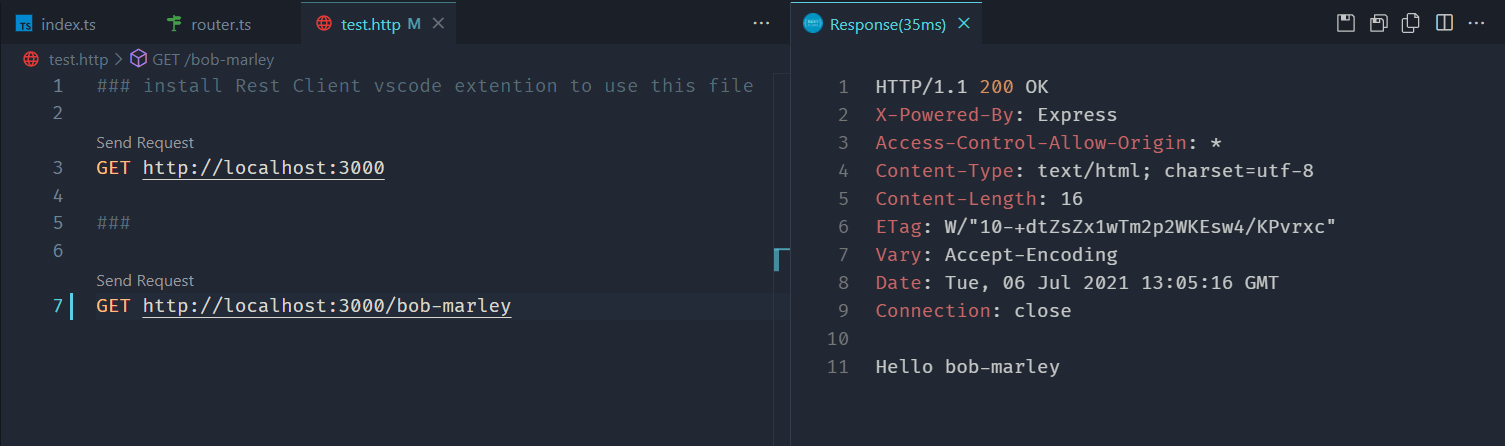 index.ts
router.ts
test.http M
test.http > GET /bob-marley
1 ### install Rest Client vscode extention to use this file
2
Send Request
3 GET http://localhost:3000
4
5 ###
6
Send Request
7 GET http://localhost:3000/bob-marley
Response(35ms)
1 HTTP/1.1 200 OK
2 X-Powered-By: Express
3 Access-Control-Allow-Origin: *
4 Content-Type: text/html; charset=utf-8
5 Content-Length: 16
6 ETag: W/"10-+dtZsZx1wTm2p2WKEsw4/KPvrxc"
7 Vary: Accept-Encoding
8 Date: Tue, 06 Jul 2021 13:05:16 GMT
9 Connection: close
10
11 Hello bob-marley